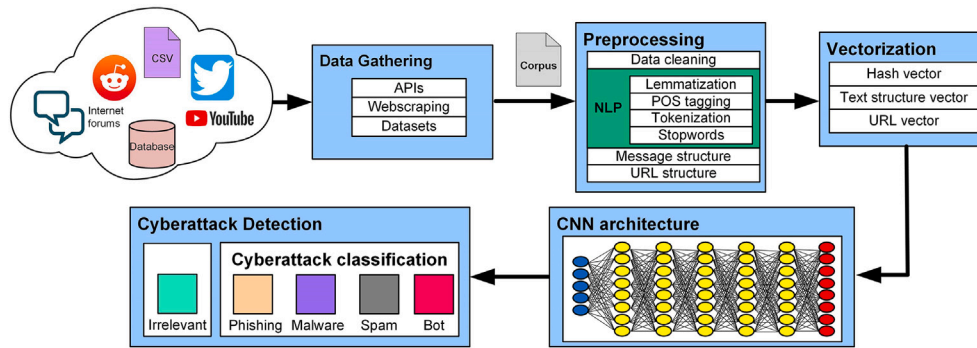 CSV
Internet
forums
YouTube
Database
Data Gathering
APIs
Webscraping
Datasets
Corpus
Preprocessing
Data cleaning
NLP
Lemmatization
POS tagging
Tokenization
Stopwords
Message structure
URL structure
Vectorization
Hash vector
Text structure vector
URL vector
CNN architecture
Cyberattack Detection
Irrelevant
Cyberattack classification
Phishing
Malware
Spam
Bot